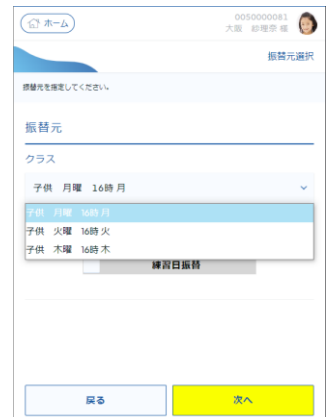 ホーム
0050000081
大阪 紗理奈 様
振替元選択
振替元を指定してください。
振替元
クラス
子供 月曜 16時 月
子供 月曜 16時 月
子供 火曜 16時 火
子供 木曜 16時 木
練習日振替
戻る
次へ